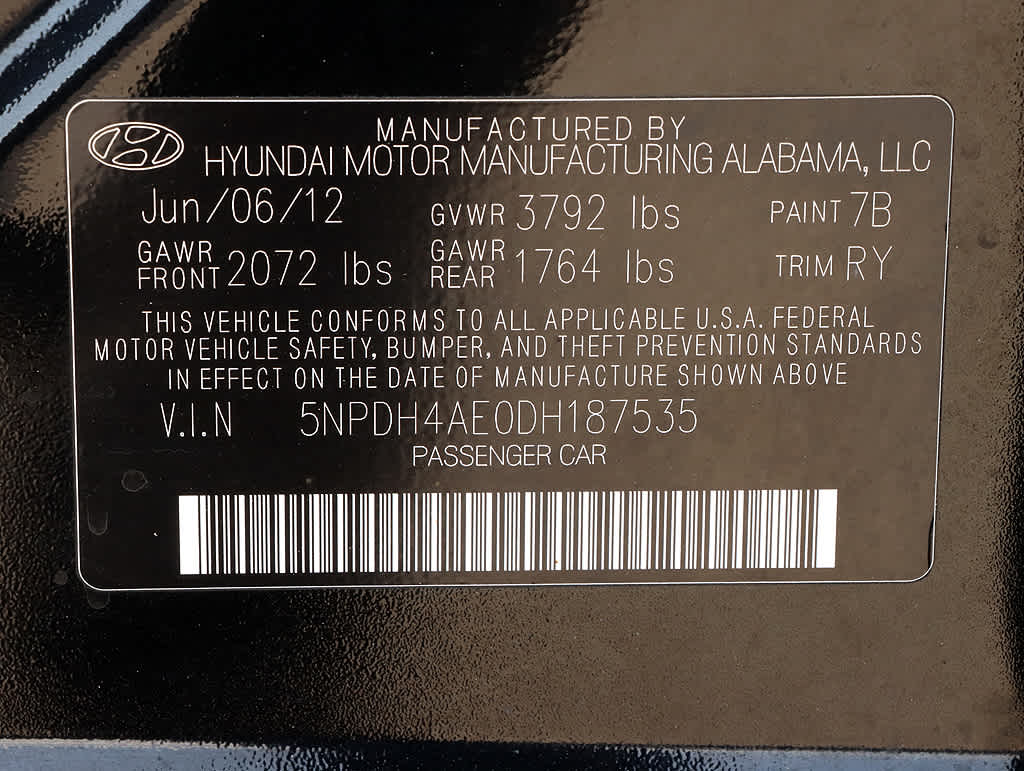 MANUFACTURED BY
HYUNDAI MOTOR MANUFACTURING ALABAMA, LLC
Jun/06/12 GVWR 3792 lbs PAINT 7B
GAWR FRONT 2072 lbs GAWR REAR 1764 lbs TRIM RY
THIS VEHICLE CONFORMS TO ALL APPLICABLE U.S.A. FEDERAL
MOTOR VEHICLE SAFETY, BUMPER, AND THEFT PREVENTION STANDARDS
IN EFFECT ON THE DATE OF MANUFACTURE SHOWN ABOVE
V.I.N 5NPDH4AE0DH187535
PASSENGER CAR